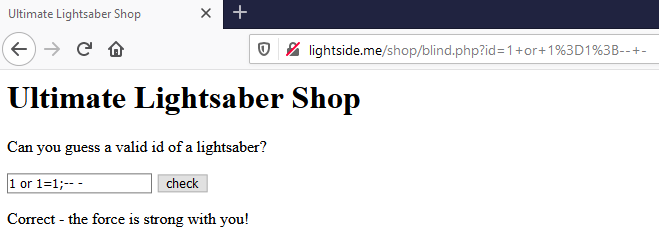 Ultimate Lightsaber Shop
lightside.me/shop/blind.php?id=1+or+1%3D1%3B--+-
Ultimate Lightsaber Shop
Can you guess a valid id of a lightsaber?
1 or 1=1;-- - check
Correct - the force is strong with you!